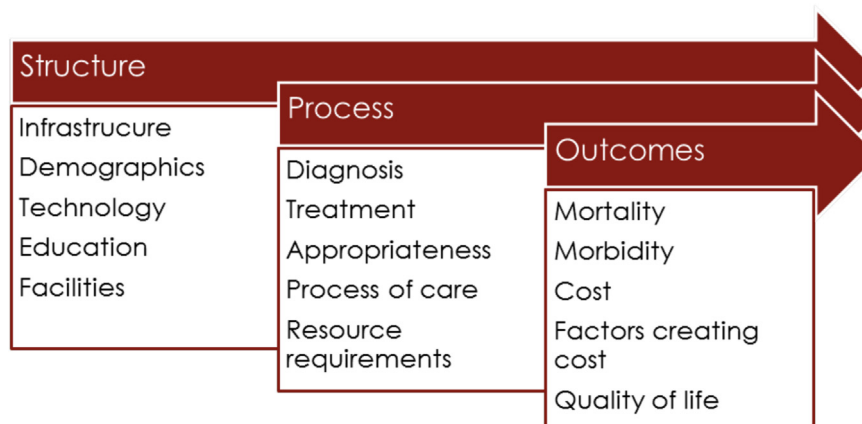 Structure
Infrastrucure
Demographics
Technology
Education
Facilities
Process
Diagnosis
Treatment
Appropriateness
Process of care
Resource
requirements
Outcomes
Mortality
Morbidity
Cost
Factors creating
cost
Quality of life